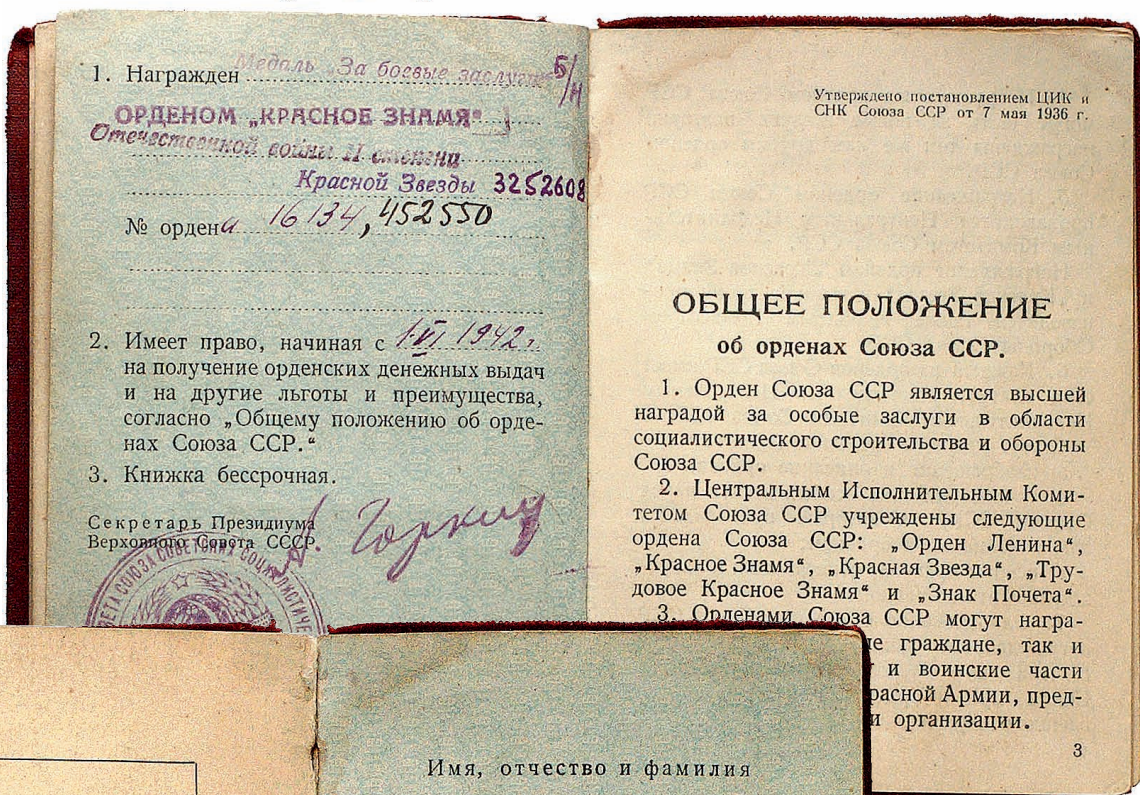 1. Награжден Медаль „За боевые заслуги“ Б/Н
ОРДЕНОМ „КРАСНОЕ ЗНАМЯ“
Отечественной войны II степени
Красной Звезды 3252608
№ ордена 16134, 452550
2. Имеет право, начиная с 1-VI 1942 г.
на получение орденских денежных выдач
и на другие льготы и преимущества,
согласно „Общему положению об орде-
нах Союза ССР.“
3. Книжка бессрочная.
Секретарь Президиума
Верховного Совета СССР
А. Горкин
ЕТА СОЮЗА СОВЕТСКИХ СОЦИАЛИСТИЧЕ
Утверждено постановлением ЦИК и
СНК Союза ССР от 7 мая 1936 г.
ОБЩЕЕ ПОЛОЖЕНИЕ
об орденах Союза ССР.
1. Орден Союза ССР является высшей
наградой за особые заслуги в области
социалистического строительства и обороны
Союза ССР.
2. Центральным Исполнительным Коми-
тетом Союза ССР учреждены следующие
ордена Союза ССР: „Орден Ленина“,
„Красное Знамя“, „Красная Звезда“, „Тру-
довое Красное Знамя“ и „Знак Почета“.
3. Орденами Союза ССР могут награ-
е граждане, так и
и воинские части
расной Армии, пред-
и организации.
3
Имя, отчество и фамилия